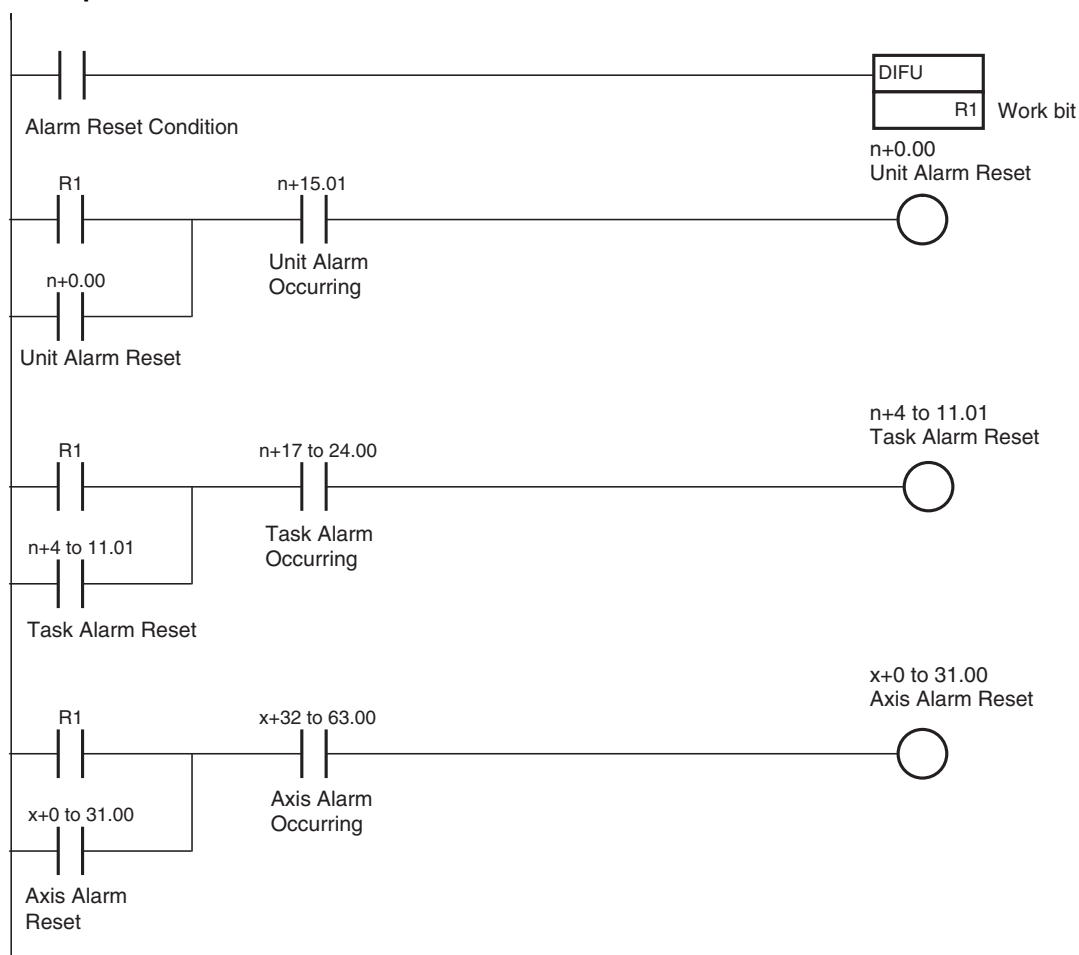 DIFU
R1 Work bit
Alarm Reset Condition
n+0.00
Unit Alarm Reset
R1
n+15.01
Unit Alarm
Occurring
n+0.00
Unit Alarm Reset
n+4 to 11.01
Task Alarm Reset
R1
n+17 to 24.00
Task Alarm
Occurring
n+4 to 11.01
Task Alarm Reset
x+0 to 31.00
Axis Alarm Reset
R1
x+32 to 63.00
Axis Alarm
Occurring
x+0 to 31.00
Axis Alarm
Reset